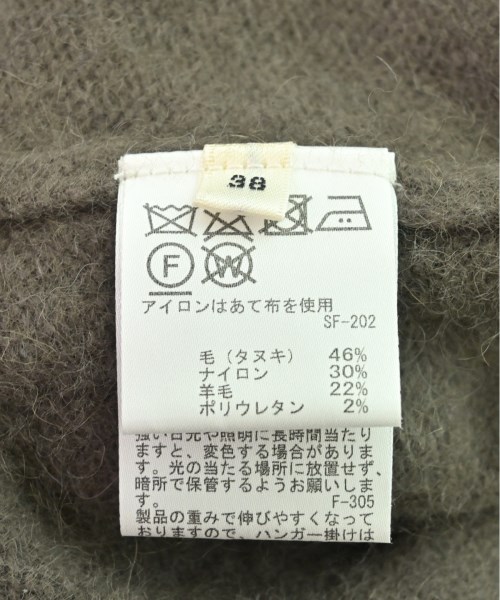 38
F W
アイロンはあて布を使用
SF-202
毛（タヌキ） 46%
ナイロン 30%
羊毛 22%
ポリウレタン 2%
強い日光や照明に長時間当たり
ますと、変色する場合がありま
す。光の当たる場所に放置せず、
暗所で保管するようお願いしま
す。 F-305
製品の重みで伸びやすくなって
おりますので、ハンガー掛けは